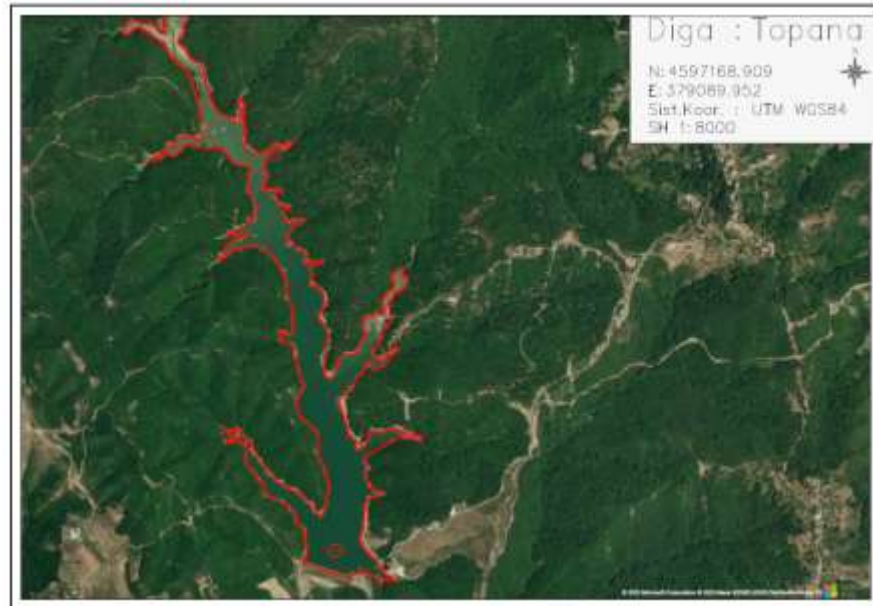 Diga : Topana
N: 4597168.909
E: 379089.952
Sist.Koor. : UTM WGS84
SH 1:8000